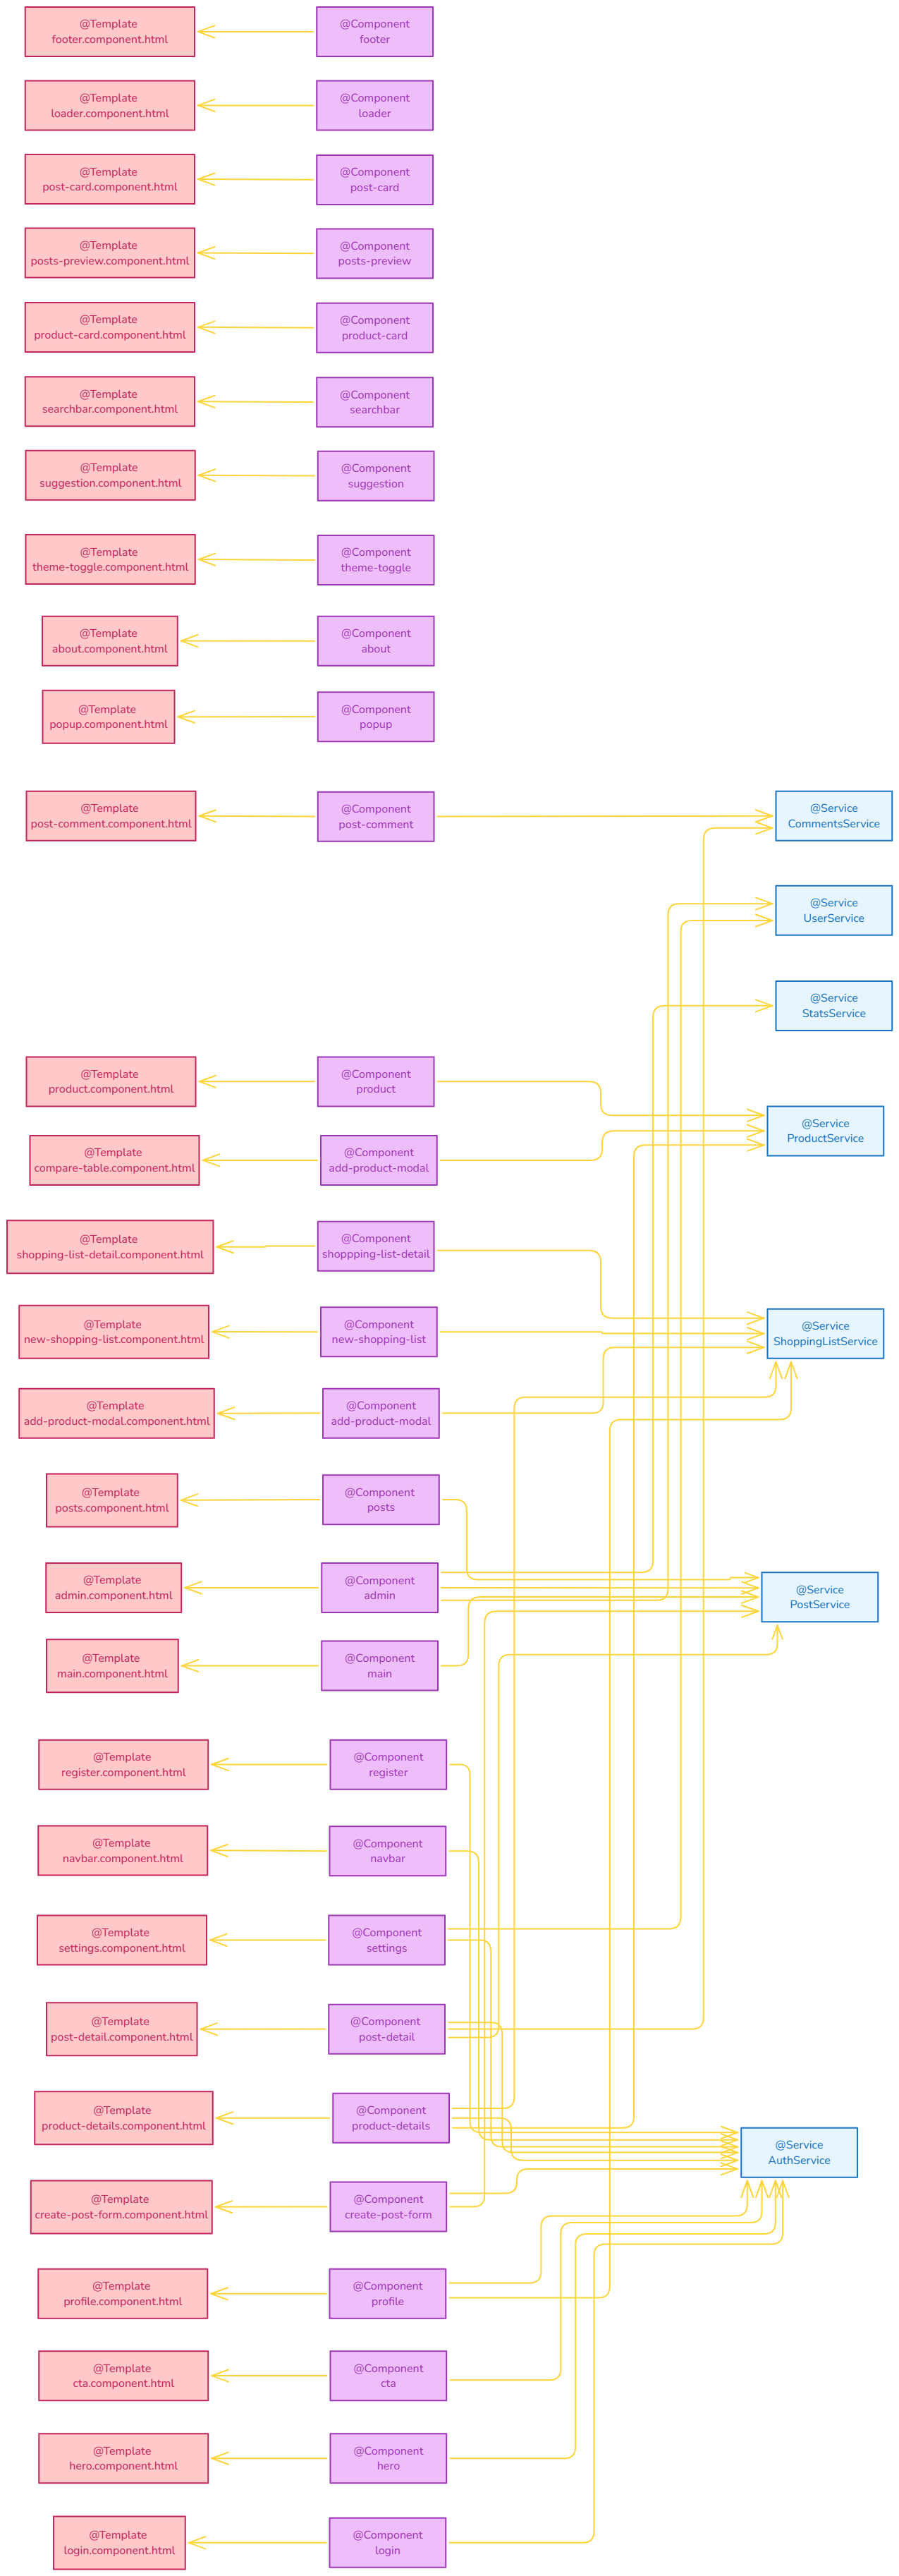 @Template
footer.component.html
@Component
footer
@Template
loader.component.html
@Component
loader
@Template
post-card.component.html
@Component
post-card
@Template
posts-preview.component.html
@Component
posts-preview
@Template
product-card.component.html
@Component
product-card
@Template
searchbar.component.html
@Component
searchbar
@Template
suggestion.component.html
@Component
suggestion
@Template
theme-toggle.component.html
@Component
theme-toggle
@Template
about.component.html
@Component
about
@Template
popup.component.html
@Component
popup
@Template
post-comment.component.html
@Component
post-comment
@Service
CommentsService
@Service
UserService
@Service
StatsService
@Template
product.component.html
@Component
product
@Service
ProductService
@Template
compare-table.component.html
@Component
add-product-modal
@Template
shopping-list-detail.component.html
@Component
shoppping-list-detail
@Template
new-shopping-list.component.html
@Component
new-shopping-list
@Service
ShoppingListService
@Template
add-product-modal.component.html
@Component
add-product-modal
@Template
posts.component.html
@Component
posts
@Template
admin.component.html
@Component
admin
@Service
PostService
@Template
main.component.html
@Component
main
@Template
register.component.html
@Component
register
@Template
navbar.component.html
@Component
navbar
@Template
settings.component.html
@Component
settings
@Template
post-detail.component.html
@Component
post-detail
@Template
product-details.component.html
@Component
product-details
@Service
AuthService
@Template
create-post-form.component.html
@Component
create-post-form
@Template
profile.component.html
@Component
profile
@Template
cta.component.html
@Component
cta
@Template
hero.component.html
@Component
hero
@Template
login.component.html
@Component
login